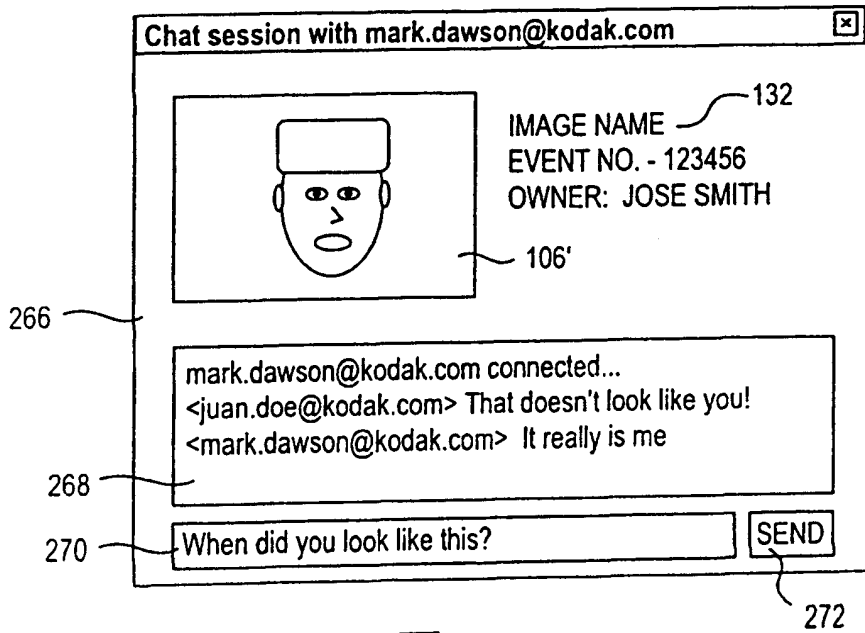 Chat session with mark.dawson@kodak.com
132
IMAGE NAME
EVENT NO. - 123456
OWNER: JOSE SMITH
106'
266
mark.dawson@kodak.com connected...
<juan.doe@kodak.com> That doesn't look like you!
<mark.dawson@kodak.com> It really is me
268
270
When did you look like this?
SEND
272